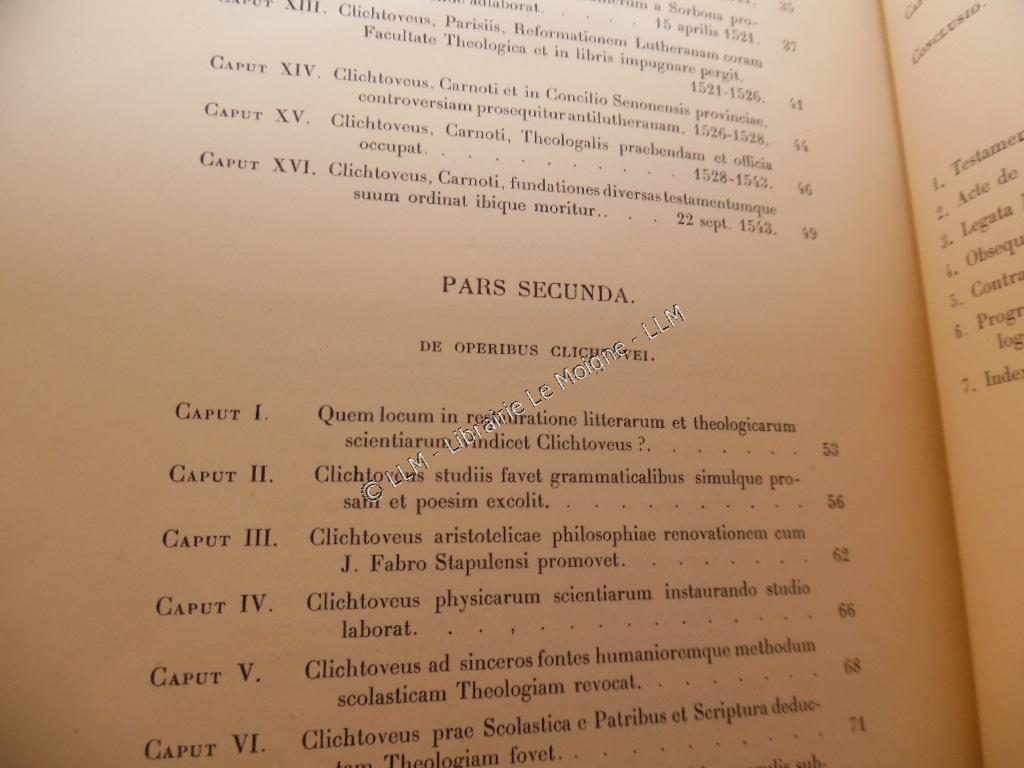 adlaborat. . . . . 15 aprilis 1521. 35
a Sorbona pro-
CAPUT XIII. Clichtoveus, Parisiis, Reformationem Lutheranam coram
Facultate Theologica et in libris impugnare pergit.
1521-1526. 37
CAPUT XIV. Clichtoveus, Carnoti et in Concilio Senonensis provinciae,
controversiam prosequitur antilutheranam. 1526-1528. 41
CAPUT XV. Clichtoveus, Carnoti, Theologalis praebendam et officia
occupat. . . . . . . . . . 1528-1543. 44
CAPUT XVI. Clichtoveus, Carnoti, fundationes diversas testamentumque
46
suum ordinat ibique moritur. . . . 22 sept. 1543. 49
PARS SECUNDA.
DE OPERIBUS CLICHTOVEI.
CAPUT I. Quem locum in restauratione litterarum et theologicarum
scientiarum vindicet Clichtoveus ?. . . . . . . 53
CAPUT II. Clichtoveus studiis favet grammaticalibus simulque pro-
sam et poesim excolit. . . . . . . . . . . 56
CAPUT III. Clichtoveus aristotelicae philosophiae renovationem cum
J. Fabro Stapulensi promovet. . . . . . . . 62
CAPUT IV. Clichtoveus physicarum scientiarum instaurando studio
laborat. . . . . . . . . . . . . . 66
CAPUT V. Clichtoveus ad sinceros fontes humanioremque methodum
scolasticam Theologiam revocat. . . . . . . . 68
CAPUT VI. Clichtoveus prae Scolastica e Patribus et Scriptura deduc-
tam Theologiam fovet. . . . . . . . . . 71
© LLM - Librairie Le Moigne - LLM
CONCLUSIO.
1. Testamen
2. Acte de
3. Legata
4. Obsequ
5. Contra
6. Progr
log
7. Index